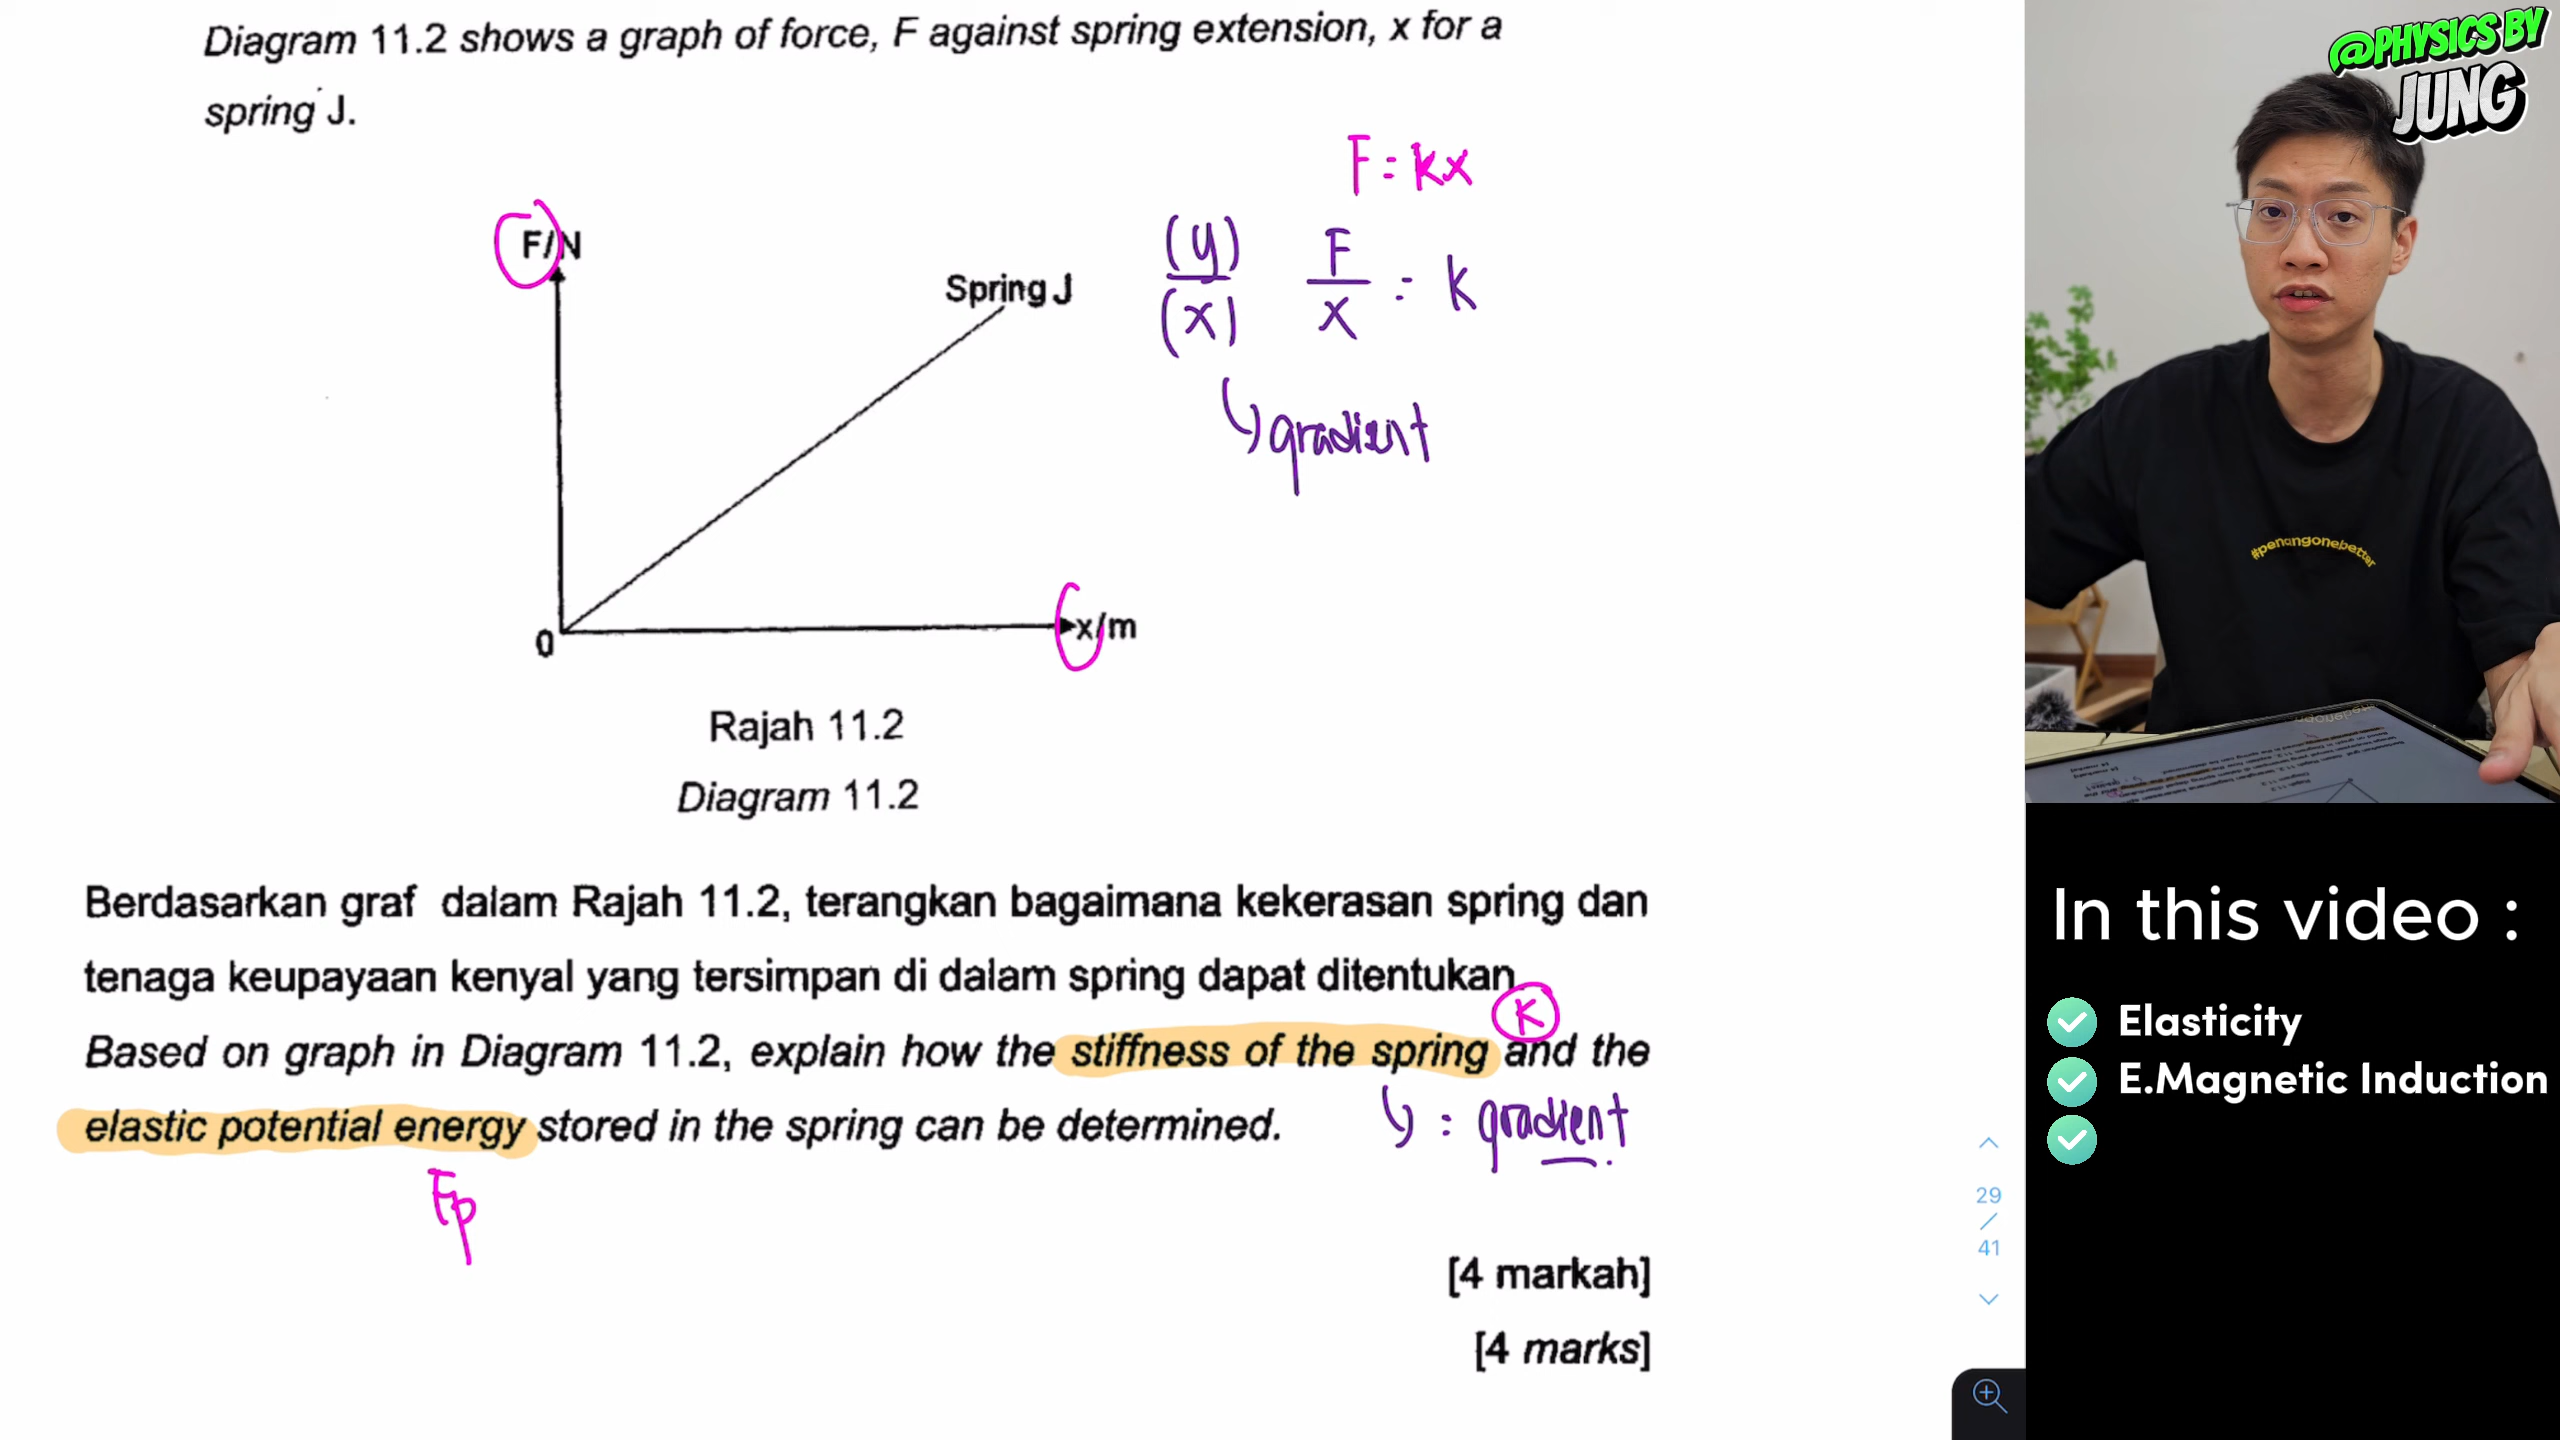 Diagram 11.2 shows a graph of force, F against spring extension, x for a
spring J.
F = kx
F/N
Spring J
(y)
(x)
F
x
= k
gradient
0
x/m
Rajah 11.2
Diagram 11.2
Berdasarkan graf dalam Rajah 11.2, terangkan bagaimana kekerasan spring dan
tenaga keupayaan kenyal yang tersimpan di dalam spring dapat ditentukan
K
Based on graph in Diagram 11.2, explain how the stiffness of the spring and the
elastic potential energy stored in the spring can be determined.
= gradient
Ep
[4 markah]
[4 marks]
29
/
41
@PHYSICS BY
JUNG
#penangonebetter
In this video :
Elasticity
E.Magnetic Induction